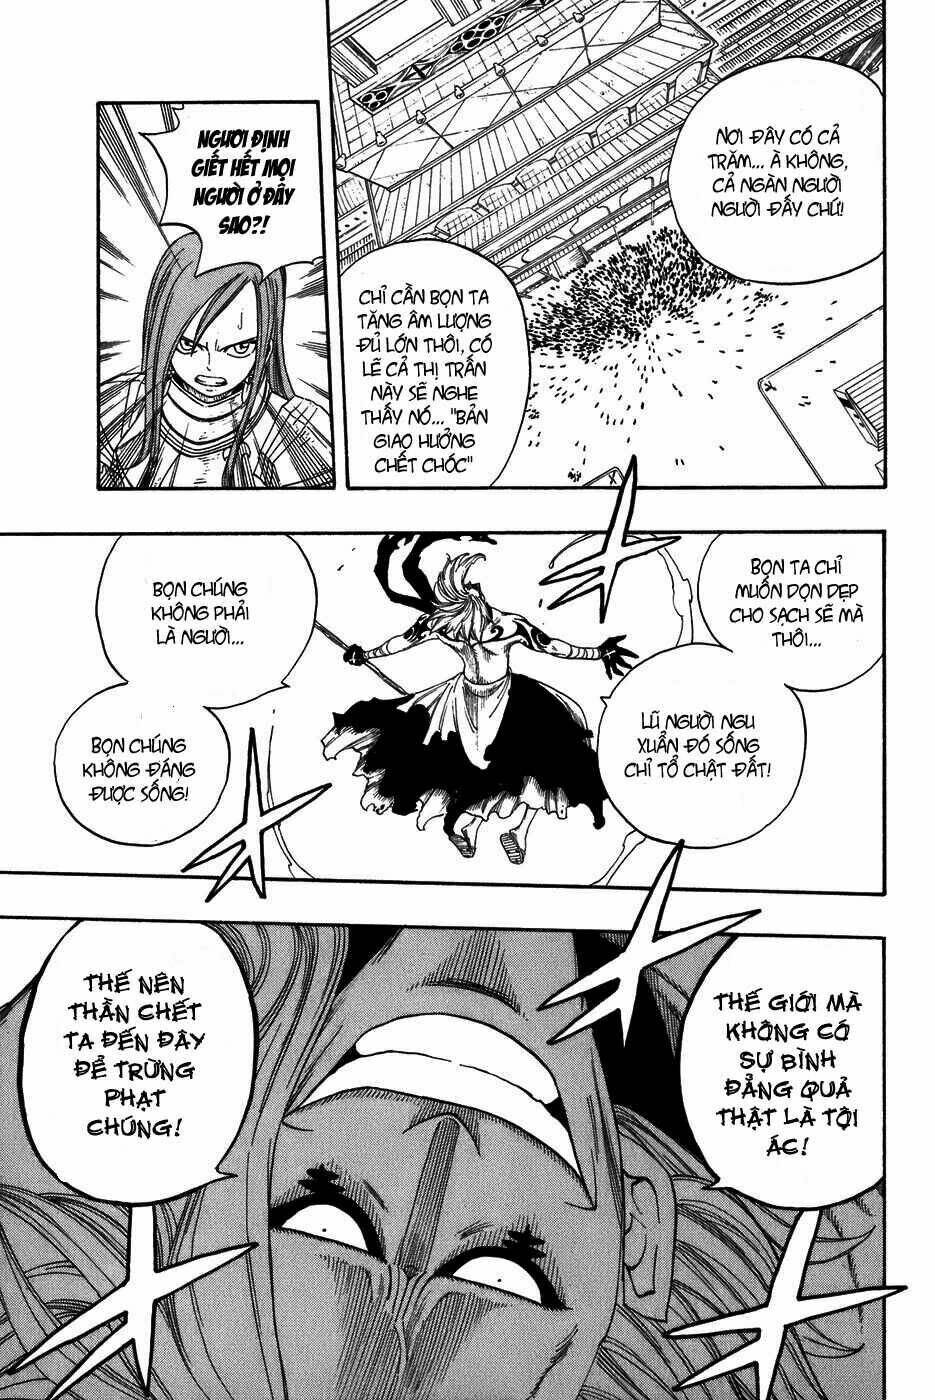 NƠI ĐÂY CÓ CẢ
TRĂM... À KHÔNG,
CẢ NGÀN NGƯỜI
NGƯỜI ĐẤY CHỨ!
CHỈ CẦN BỌN TA
TĂNG ÂM LƯỢNG
ĐỦ LỚN THÔI, CÓ
LẼ CẢ THỊ TRẤN
NÀY SẼ NGHE
THẤY NÓ... "BẢN
GIAO HƯỞNG
CHẾT CHÓC"
NGƯƠI ĐỊNH
GIẾT HẾT MỌI
NGƯỜI Ở ĐÂY
SAO?!
BỌN TA CHỈ
MUỐN DỌN DẸP
CHO SẠCH SẼ MÀ
THÔI...
LŨ NGƯỜI NGU
XUẨN ĐÓ SỐNG
CHỈ TỔ CHẬT ĐẤT!
BỌN CHÚNG
KHÔNG PHẢI
LÀ NGƯỜI...
BỌN CHÚNG
KHÔNG ĐÁNG
ĐƯỢC SỐNG!
THẾ GIỚI MÀ
KHÔNG CÓ
SỰ BÌNH
ĐẲNG QUẢ
THẬT LÀ TỘI
ÁC!
THẾ NÊN
THẦN CHẾT
TA ĐẾN ĐÂY
ĐỂ TRỪNG
PHẠT
CHÚNG!